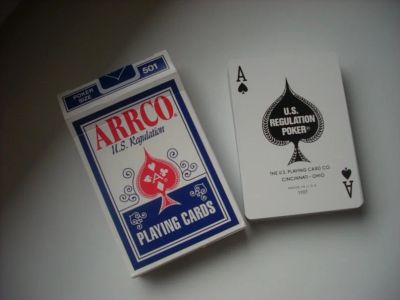 POKER
SIZE
501
ARRCO®
U.S. Regulation
PLAYING CARDS
A
U.S.
REGULATION
POKER®
THE U.S. PLAYING CARD CO.
CINCINNATI - OHIO
MADE IN U.S.A.
A